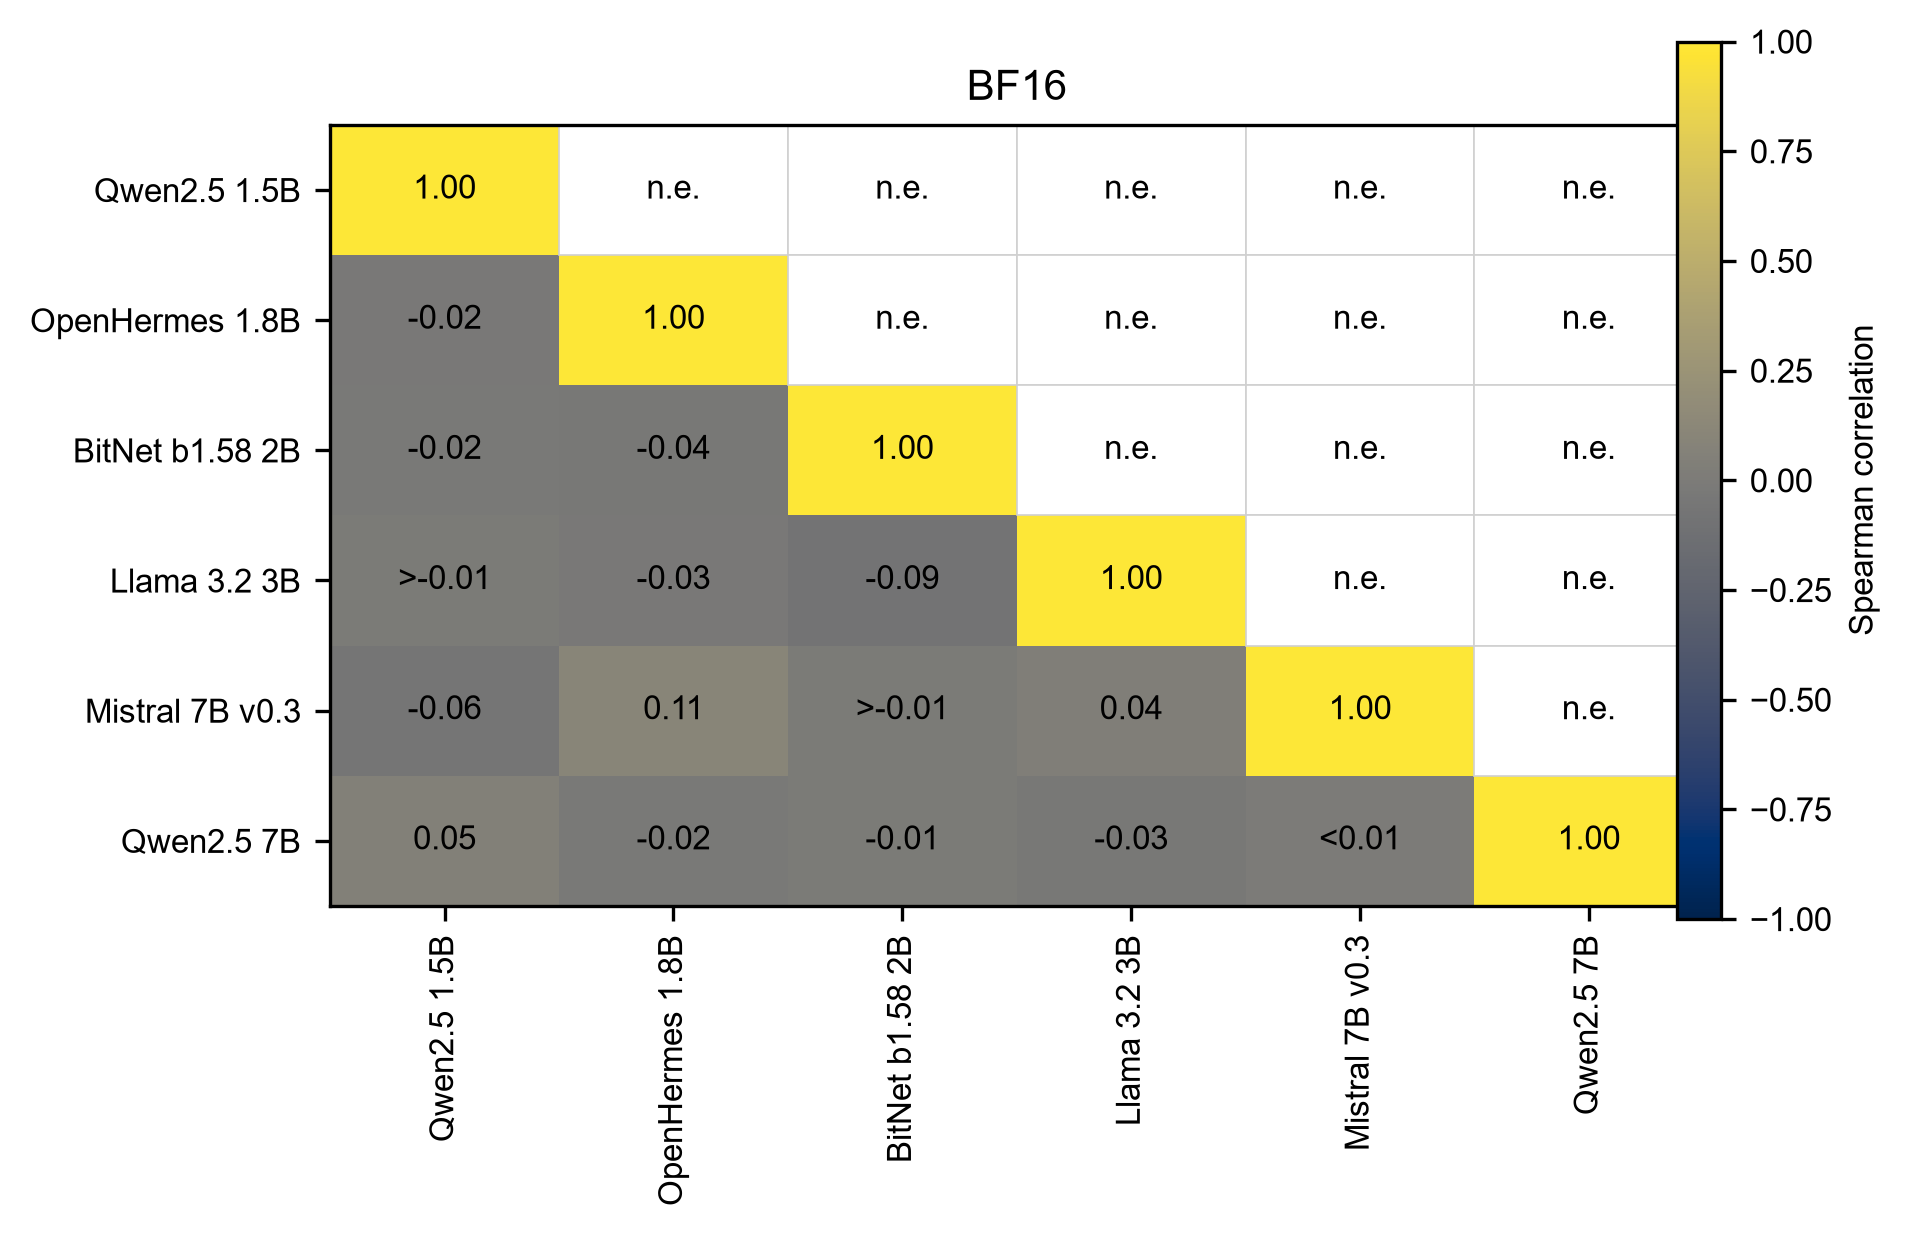 BF16
Qwen2.5 1.5B 1.00 n.e. n.e. n.e. n.e. n.e.
OpenHermes 1.8B -0.02 1.00 n.e. n.e. n.e. n.e.
BitNet b1.58 2B -0.02 -0.04 1.00 n.e. n.e. n.e.
Llama 3.2 3B >-0.01 -0.03 -0.09 1.00 n.e. n.e.
Mistral 7B v0.3 -0.06 0.11 >-0.01 0.04 1.00 n.e.
Qwen2.5 7B 0.05 -0.02 -0.01 -0.03 <0.01 1.00
Qwen2.5 1.5B
OpenHermes 1.8B
BitNet b1.58 2B
Llama 3.2 3B
Mistral 7B v0.3
Qwen2.5 7B
1.00
0.75
0.50
0.25
0.00
−0.25
−0.50
−0.75
−1.00
Spearman correlation